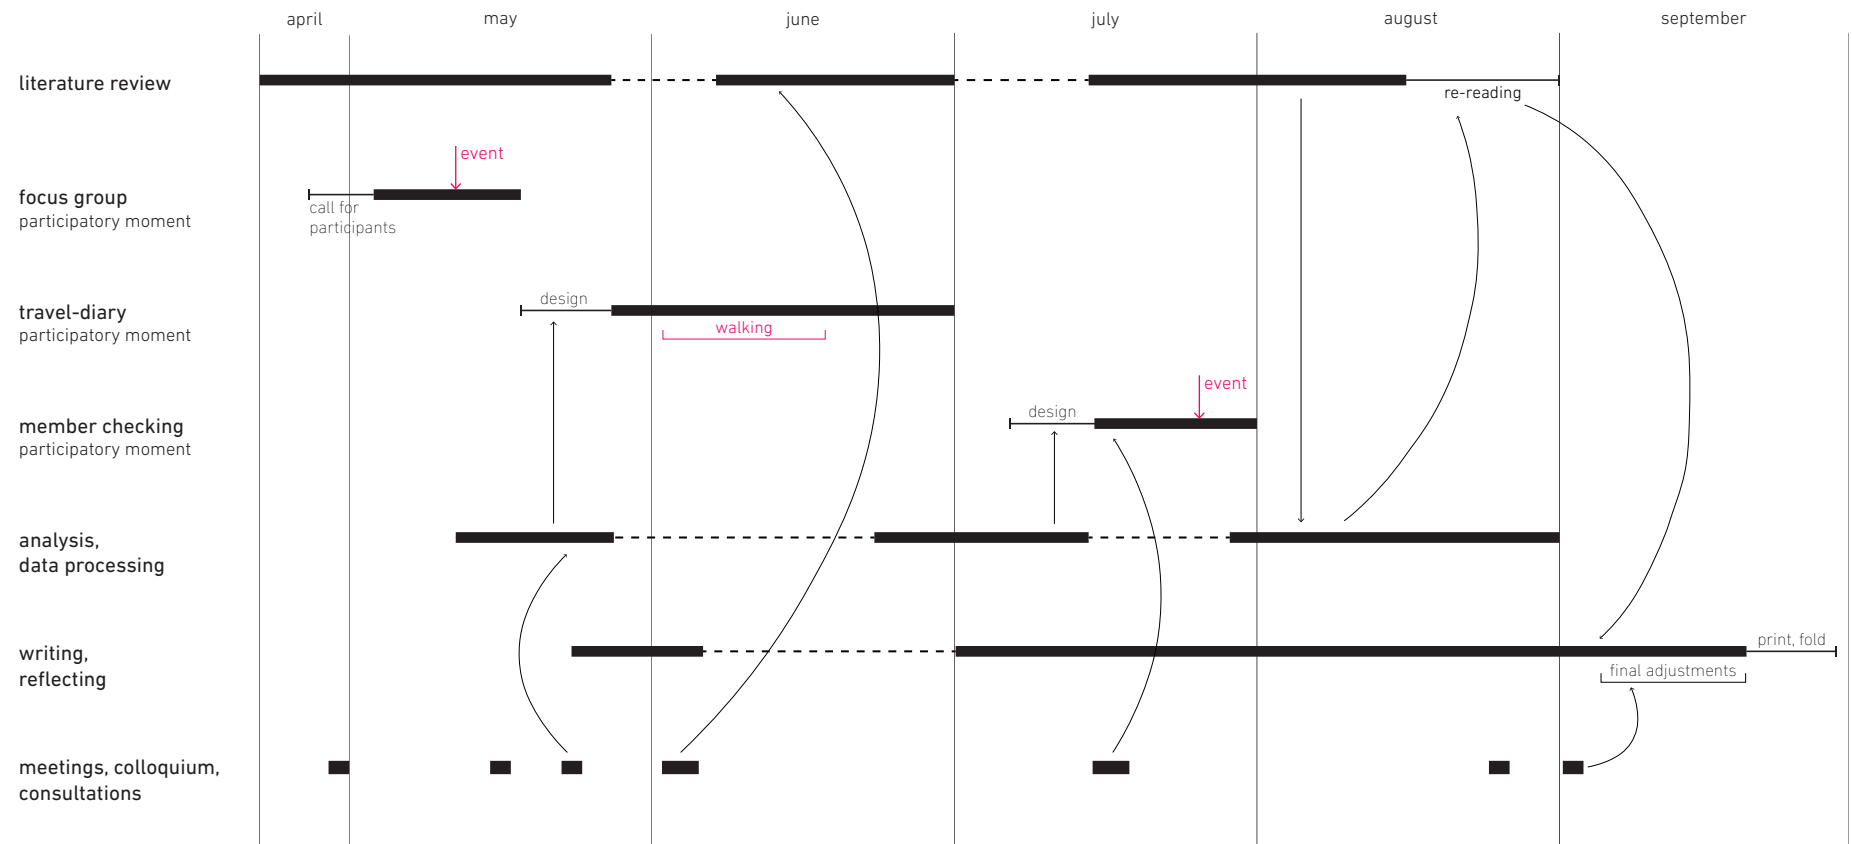 april
may
june
july
august
september
literature review
re-reading
event
focus group
participatory moment
call for
participants
design
travel-diary
participatory moment
walking
event
design
member checking
participatory moment
analysis,
data processing
print, fold
writing,
reflecting
final adjustments
meetings, colloquium,
consultations